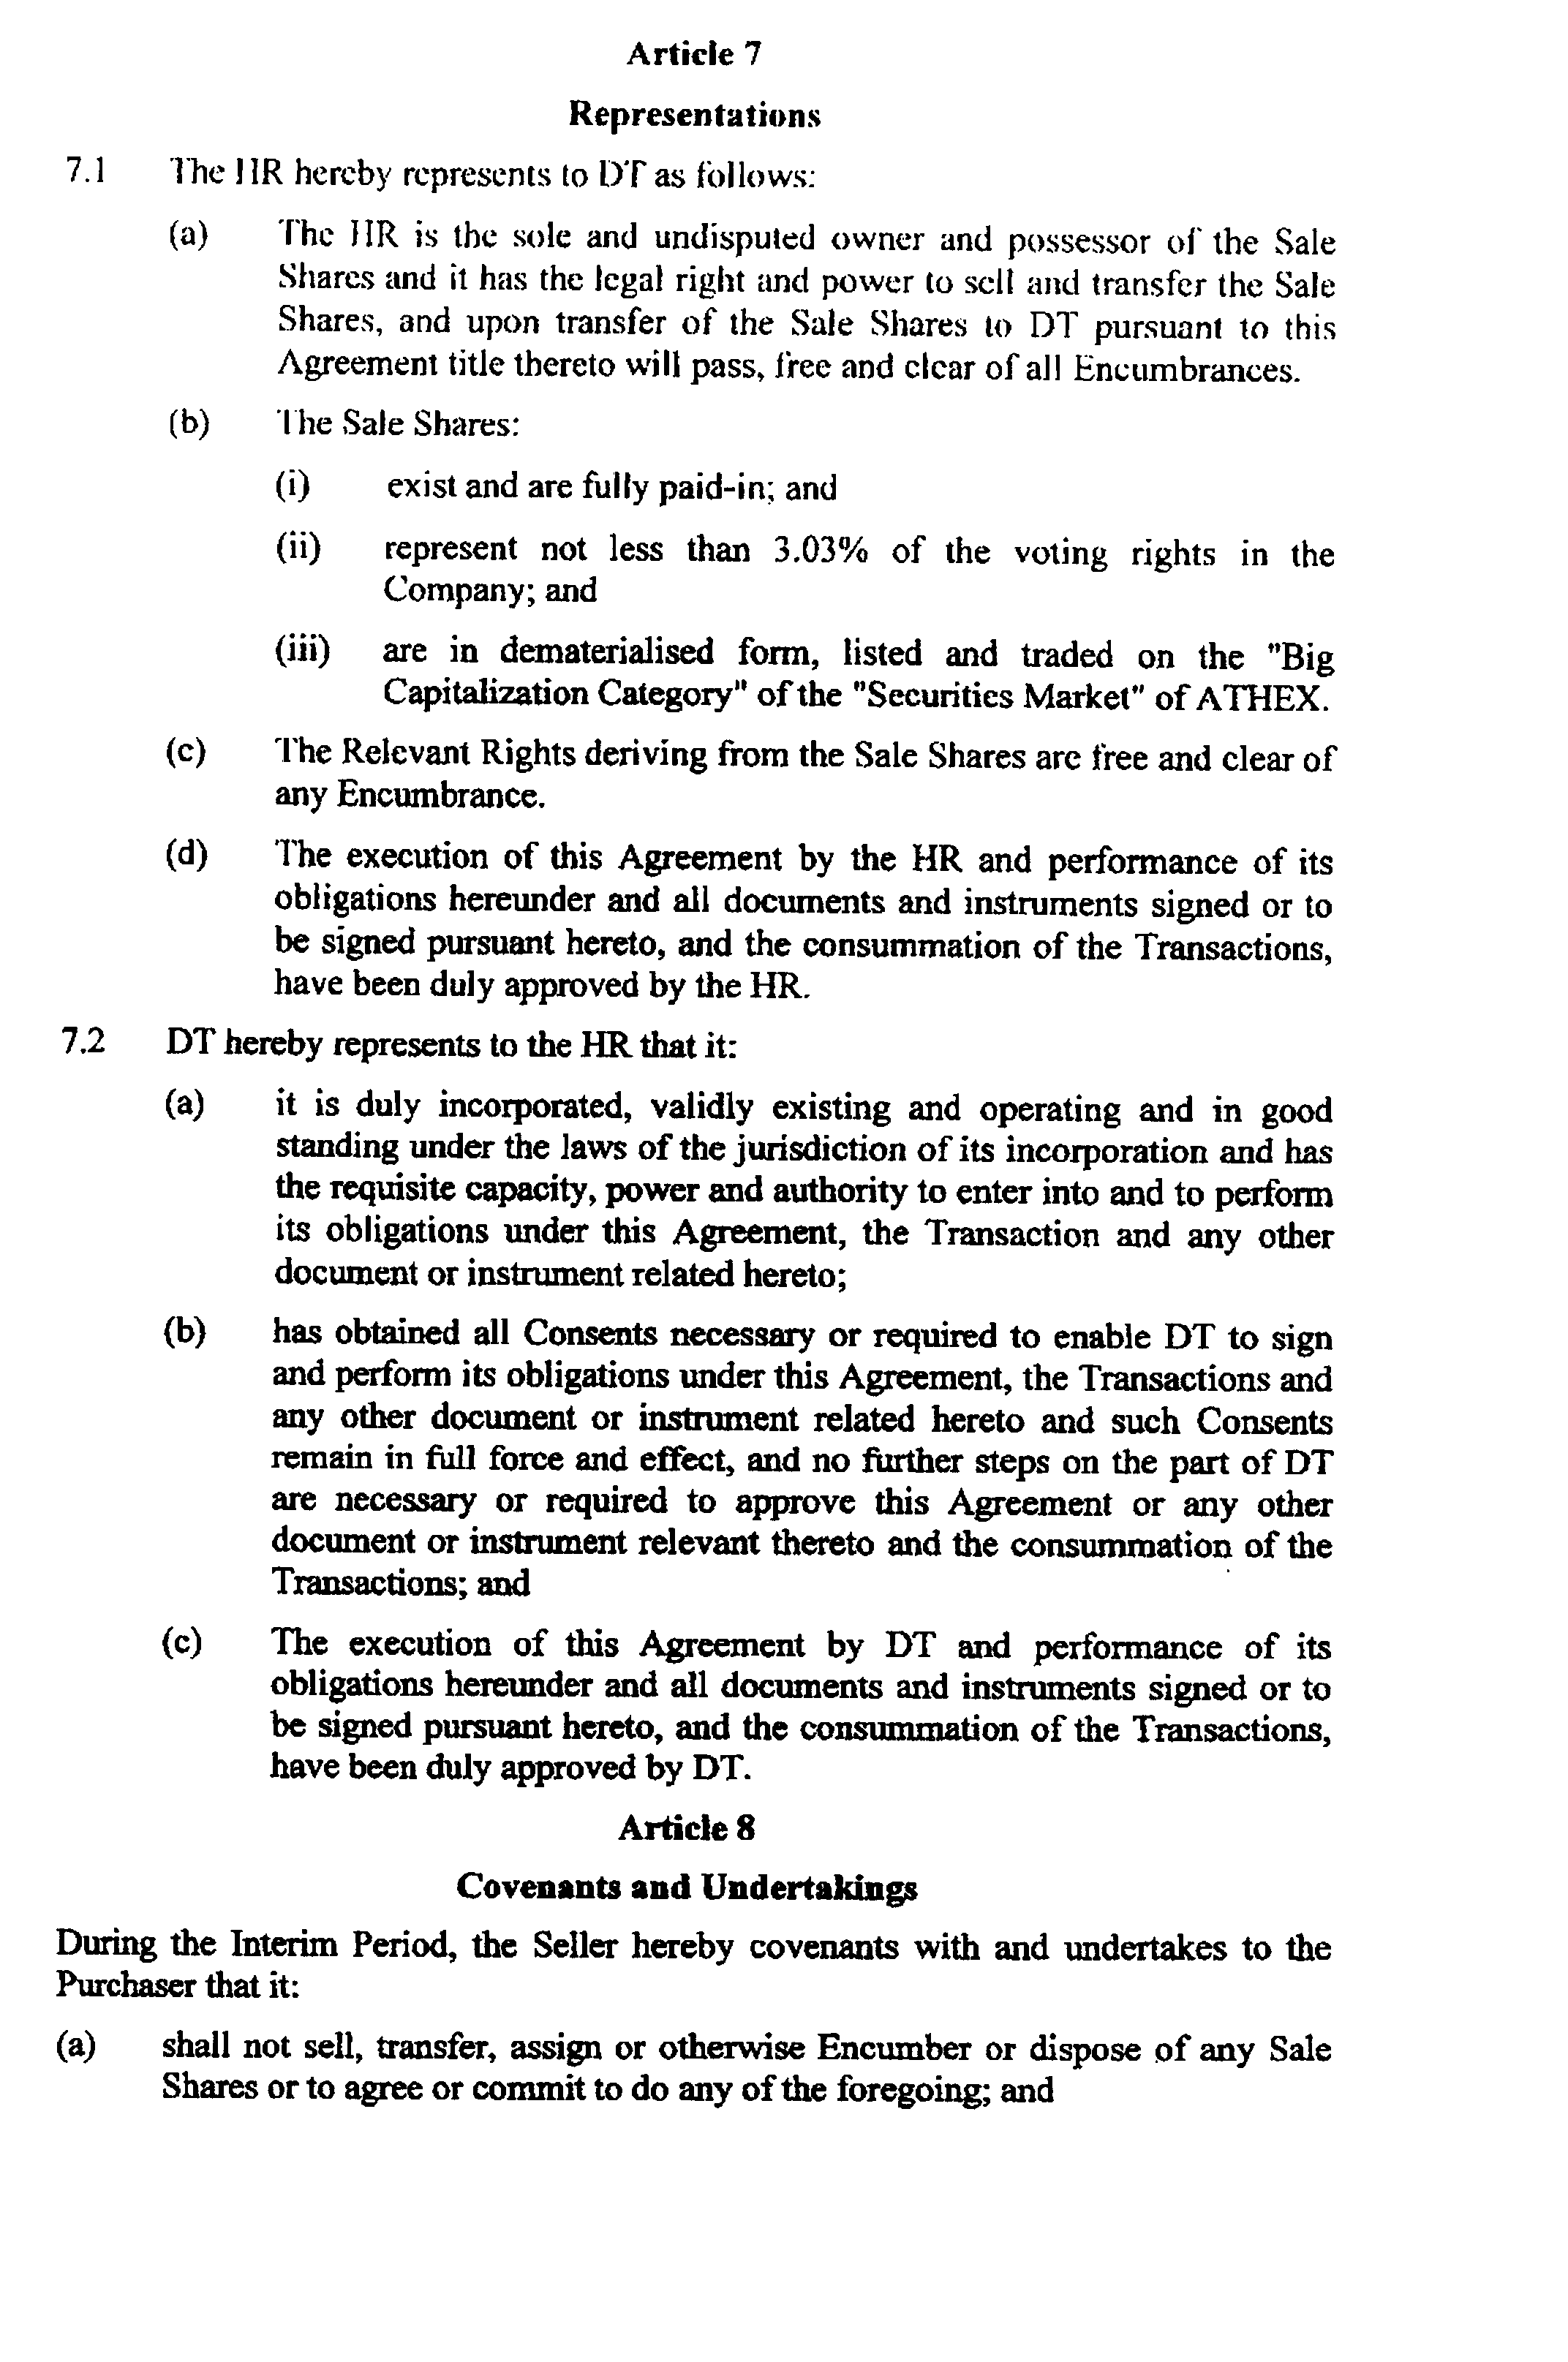 Article 7
Representations
7.1 The HR hereby represents to DT as follows:
(a) The HR is the sole and undisputed owner and possessor of the Sale
Shares and it has the legal right and power to sell and transfer the Sale
Shares, and upon transfer of the Sale Shares to DT pursuant to this
Agreement title thereto will pass, free and clear of all Encumbrances.
(b) The Sale Shares:
(i) exist and are fully paid-in; and
(ii) represent not less than 3.03% of the voting rights in the
Company; and
(iii) are in dematerialised form, listed and traded on the "Big
Capitalization Category" of the "Securities Market" of ATHEX.
(c) The Relevant Rights deriving from the Sale Shares are free and clear of
any Encumbrance.
(d) The execution of this Agreement by the HR and performance of its
obligations hereunder and all documents and instruments signed or to
be signed pursuant hereto, and the consummation of the Transactions,
have been duly approved by the HR.
7.2 DT hereby represents to the HR that it:
(a) it is duly incorporated, validly existing and operating and in good
standing under the laws of the jurisdiction of its incorporation and has
the requisite capacity, power and authority to enter into and to perform
its obligations under this Agreement, the Transaction and any other
document or instrument related hereto;
(b) has obtained all Consents necessary or required to enable DT to sign
and perform its obligations under this Agreement, the Transactions and
any other document or instrument related hereto and such Consents
remain in full force and effect, and no further steps on the part of DT
are necessary or required to approve this Agreement or any other
document or instrument relevant thereto and the consummation of the
Transactions; and
(c) The execution of this Agreement by DT and performance of its
obligations hereunder and all documents and instruments signed or to
be signed pursuant hereto, and the consummation of the Transactions,
have been duly approved by DT.
Article 8
Covenants and Undertakings
During the Interim Period, the Seller hereby covenants with and undertakes to the
Purchaser that it:
(a) shall not sell, transfer, assign or otherwise Encumber or dispose of any Sale
Shares or to agree or commit to do any of the foregoing; and